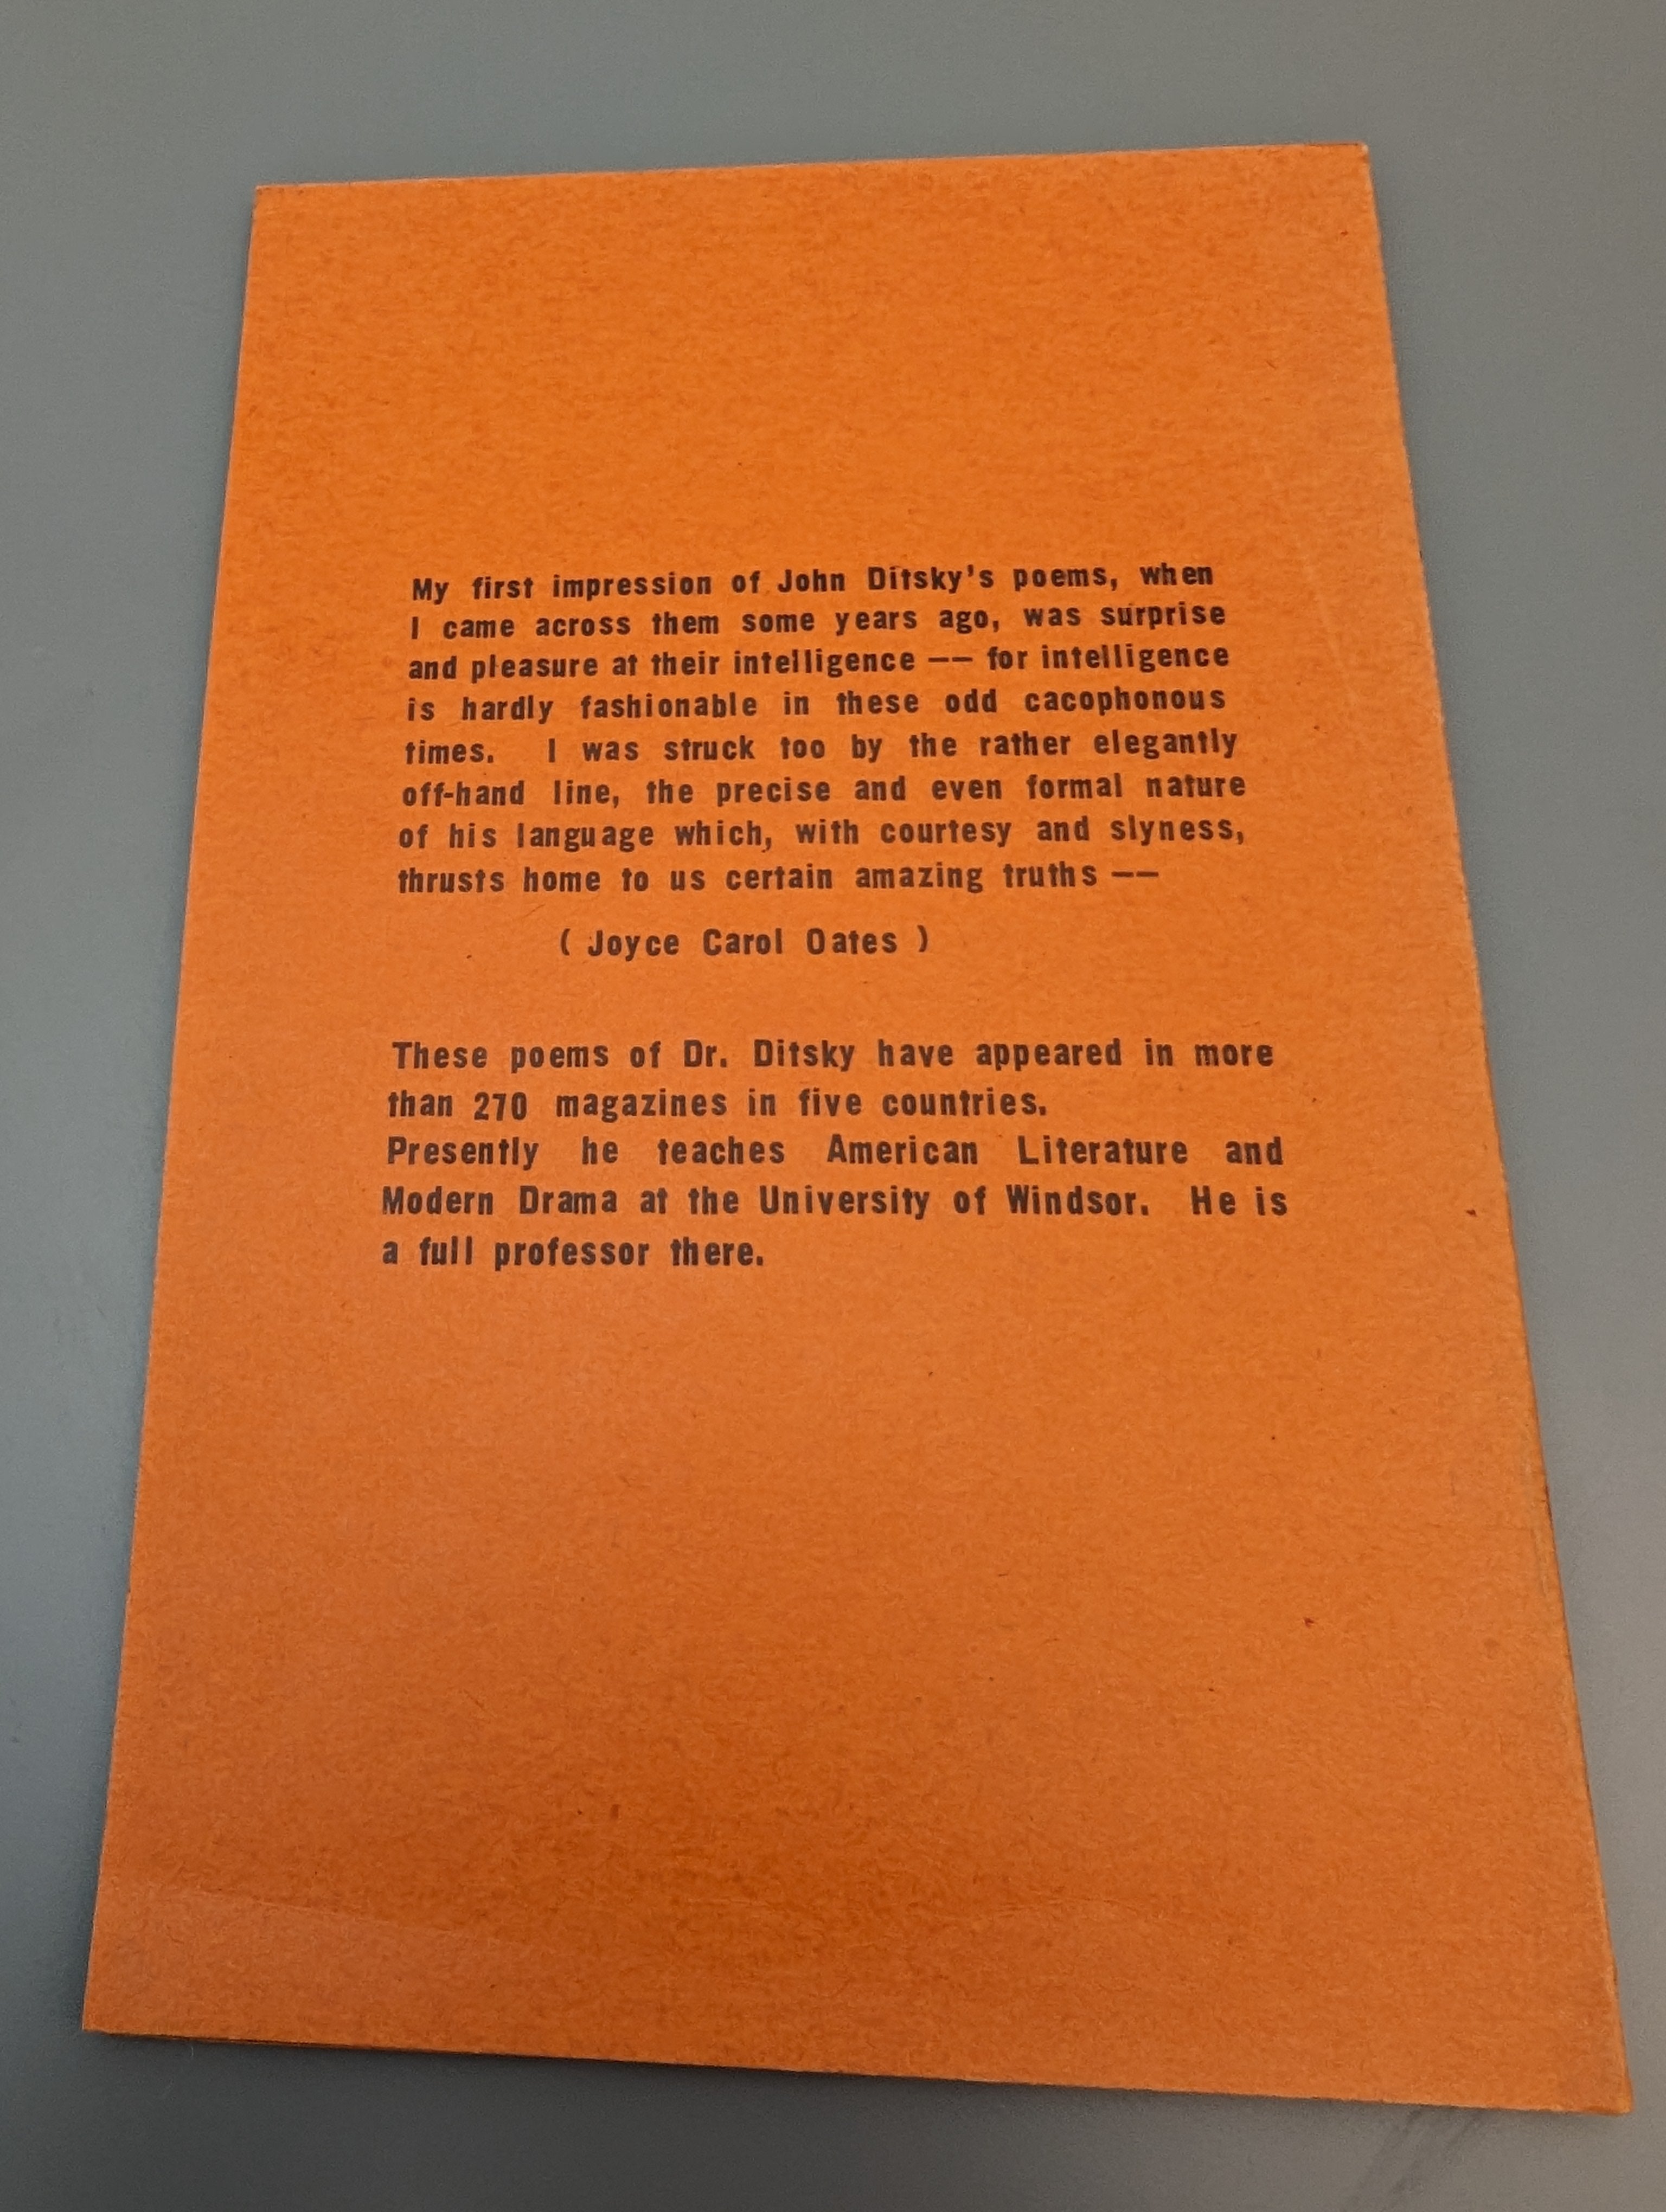 My first impression of John Ditsky's poems, when
I came across them some years ago, was surprise
and pleasure at their intelligence -- for intelligence
is hardly fashionable in these odd cacophonous
times. I was struck too by the rather elegantly
off-hand line, the precise and even formal nature
of his language which, with courtesy and slyness,
thrusts home to us certain amazing truths --
( Joyce Carol Oates )
These poems of Dr. Ditsky have appeared in more
than 270 magazines in five countries.
Presently he teaches American Literature and
Modern Drama at the University of Windsor. He is
a full professor there.